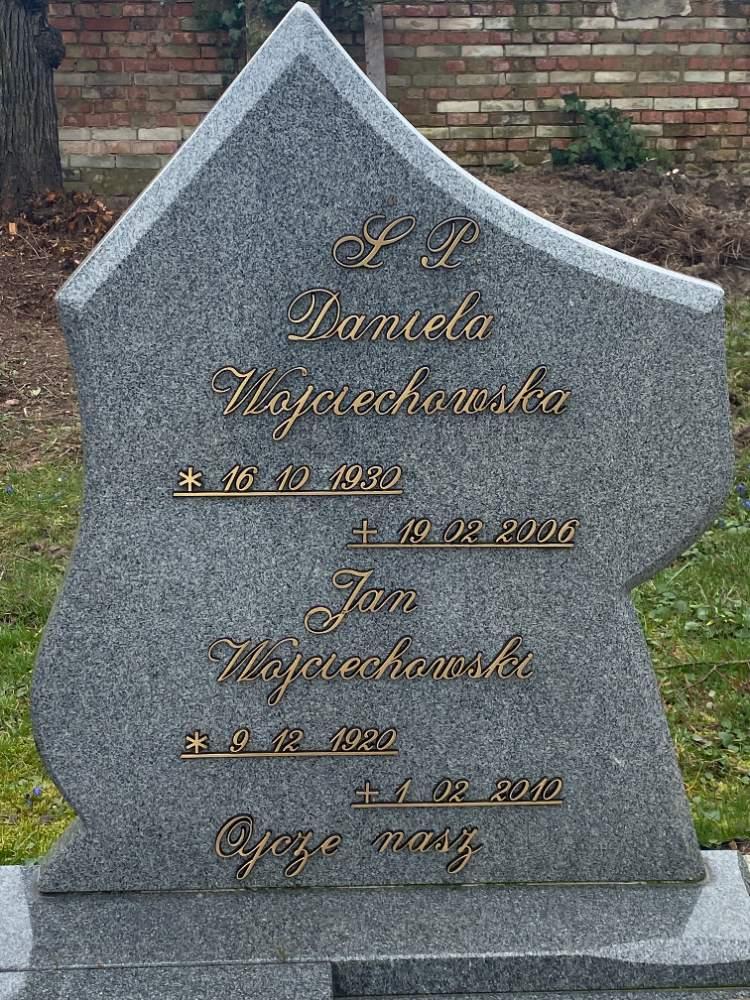 Ś P.
Daniela
Wojciechowska
* 16 10 1930
+ 19 02 2006
Jan
Wojciechowski
* 9 12 1920
+ 1 02 2010
Ojcze nasz